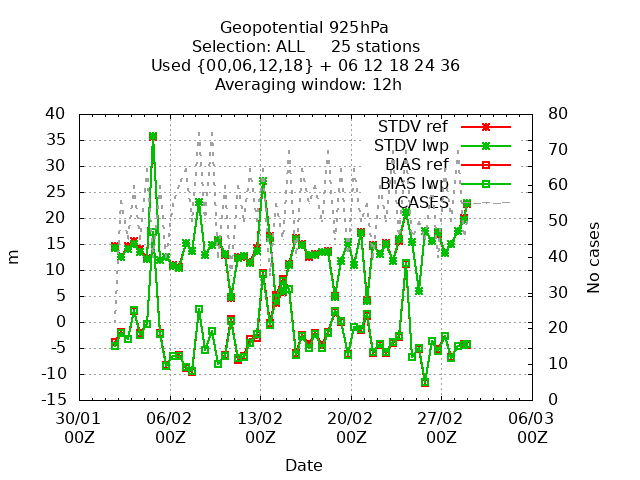 Geopotential 925hPa
Selection: ALL     25 stations
Used {00,06,12,18} + 06 12 18 24 36
Averaging window: 12h
40
35
30
25
20
15
10
5
0
-5
-10
-15
m
80
70
60
50
40
30
20
10
0
No cases
STDV ref
STDV lwp
BIAS ref
BIAS lwp
CASES
30/01 06/02 13/02 20/02 27/02 06/03
00Z 00Z 00Z 00Z 00Z 00Z
Date